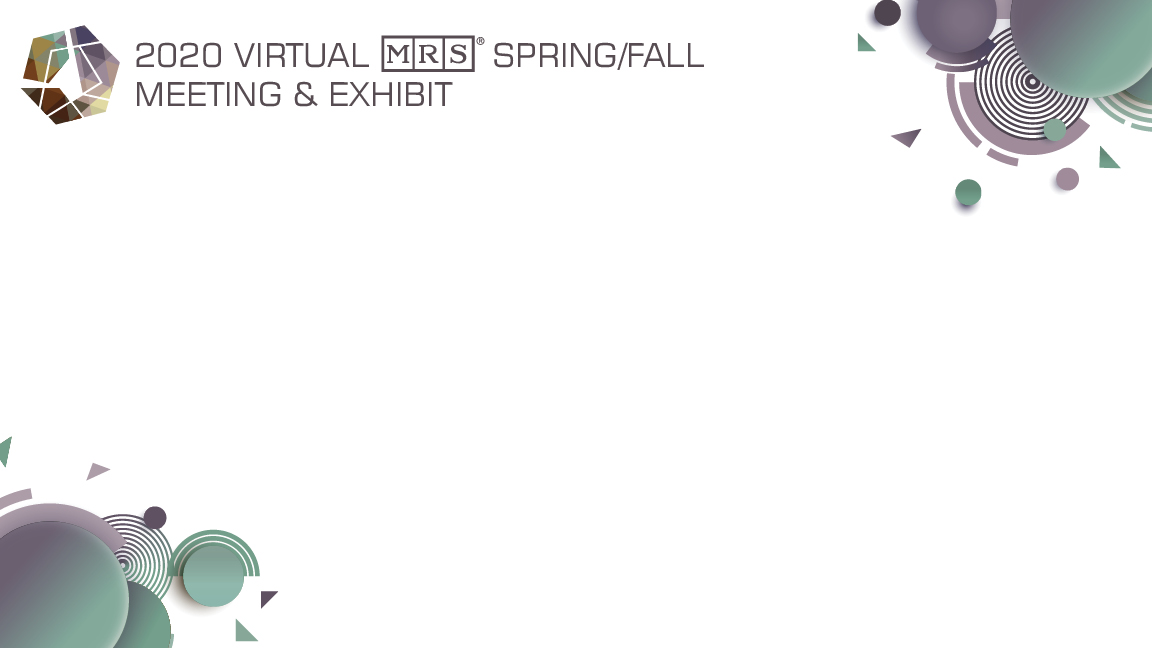 2020 VIRTUAL MRS® SPRING/FALL
MEETING & EXHIBIT